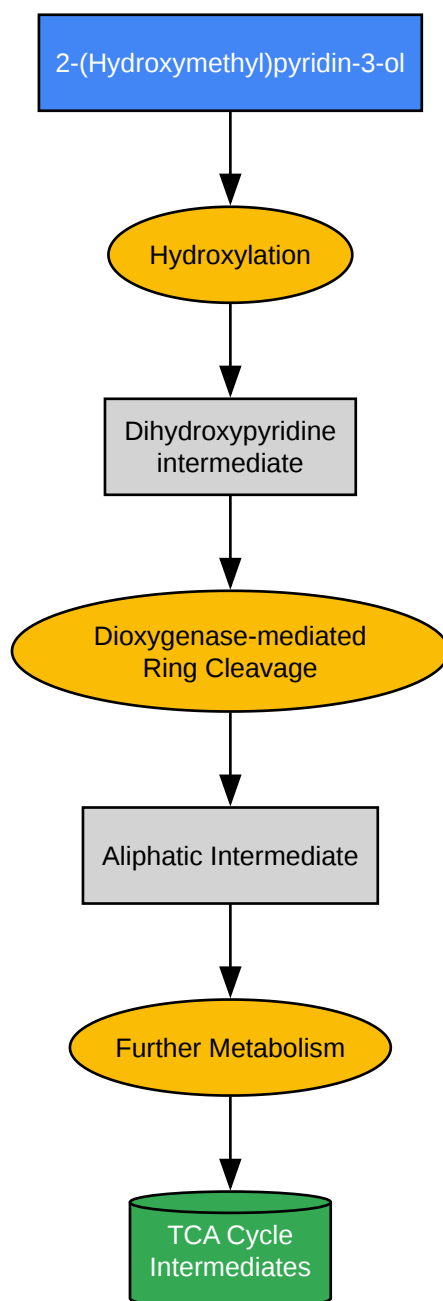 2-(Hydroxymethyl)pyridin-3-ol
Hydroxylation
Dihydroxypyridine
intermediate
Dioxygenase-mediated
Ring Cleavage
Aliphatic Intermediate
Further Metabolism
TCA Cycle
Intermediates